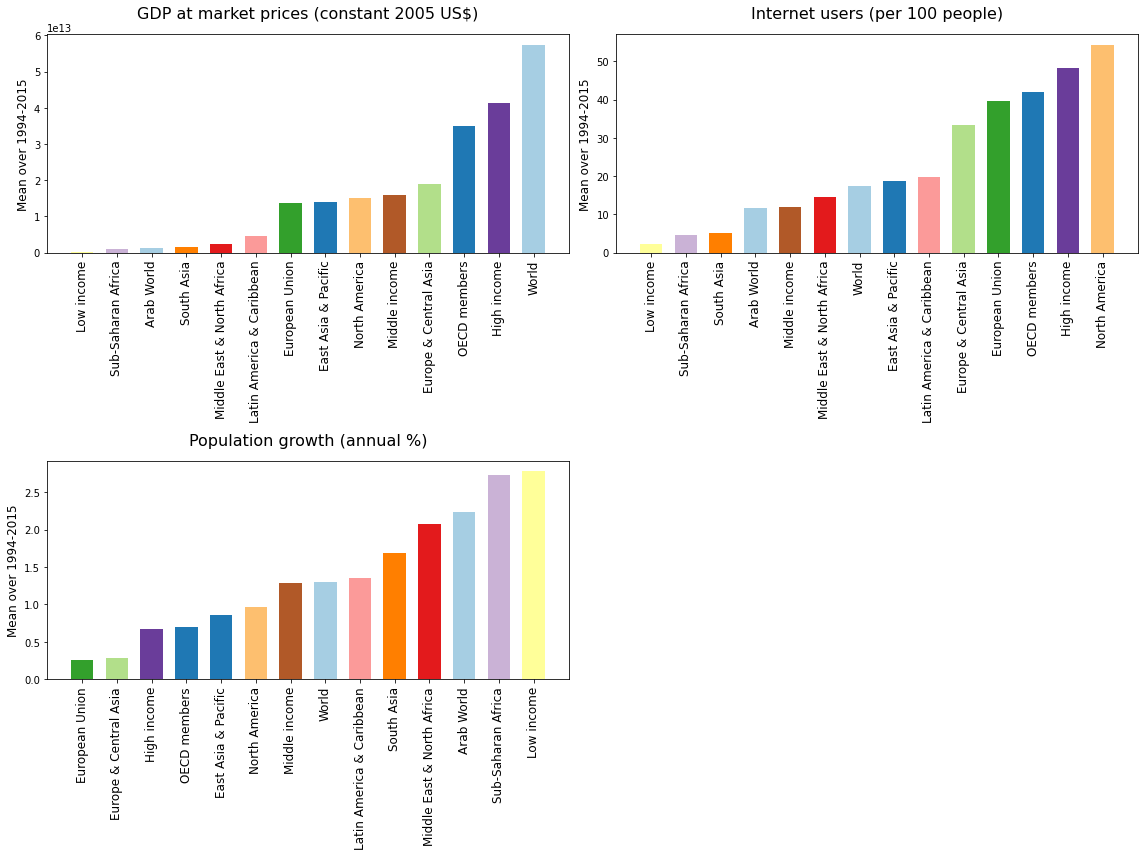 GDP at market prices (constant 2005 US$)
1e13
6
5
4
3
2
1
0
Mean over 1994-2015
Low income
Sub-Saharan Africa
Arab World
South Asia
Middle East & North Africa
Latin America & Caribbean
European Union
East Asia & Pacific
North America
Middle income
Europe & Central Asia
OECD members
High income
World
Internet users (per 100 people)
50
40
30
20
10
0
Mean over 1994-2015
Low income
Sub-Saharan Africa
South Asia
Arab World
Middle income
Middle East & North Africa
World
East Asia & Pacific
Latin America & Caribbean
Europe & Central Asia
European Union
OECD members
High income
North America
Population growth (annual %)
2.5
2.0
1.5
1.0
0.5
0.0
Mean over 1994-2015
European Union
Europe & Central Asia
High income
OECD members
East Asia & Pacific
North America
Middle income
World
Latin America & Caribbean
South Asia
Middle East & North Africa
Arab World
Sub-Saharan Africa
Low income